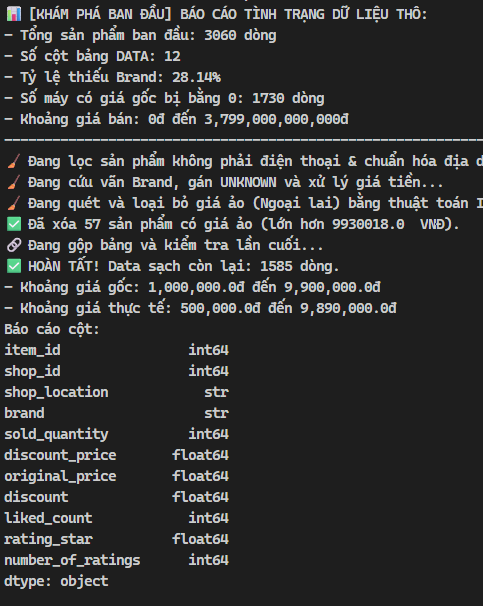 📊 [KHÁM PHÁ BAN ĐẦU] BÁO CÁO TÌNH TRẠNG DỮ LIỆU THÔ:
- Tổng sản phẩm ban đầu: 3060 dòng
- Số cột bảng DATA: 12
- Tỷ lệ thiếu Brand: 28.14%
- Số máy có giá gốc bị bằng 0: 1730 dòng
- Khoảng giá bán: 0đ đến 3,799,000,000,000đ
------------------------------------------------------------
🧹 Đang lọc sản phẩm không phải điện thoại & chuẩn hóa địa d
🧹 Đang cứu vãn Brand, gán UNKNOWN và xử lý giá tiền...
🧹 Đang quét và loại bỏ giá ảo (Ngoại lai) bằng thuật toán I
✅ Đã xóa 57 sản phẩm có giá ảo (lớn hơn 9930018.0  VNĐ).
🔗 Đang gộp bảng và kiểm tra lần cuối...
✅ HOÀN TẤT! Data sạch còn lại: 1585 dòng.
- Khoảng giá gốc: 1,000,000.0đ đến 9,900,000.0đ
- Khoảng giá thực tế: 500,000.0đ đến 9,890,000.0đ
Báo cáo cột:
item_id int64
shop_id int64
shop_location str
brand str
sold_quantity int64
discount_price float64
original_price float64
discount float64
liked_count int64
rating_star float64
number_of_ratings int64
dtype: object